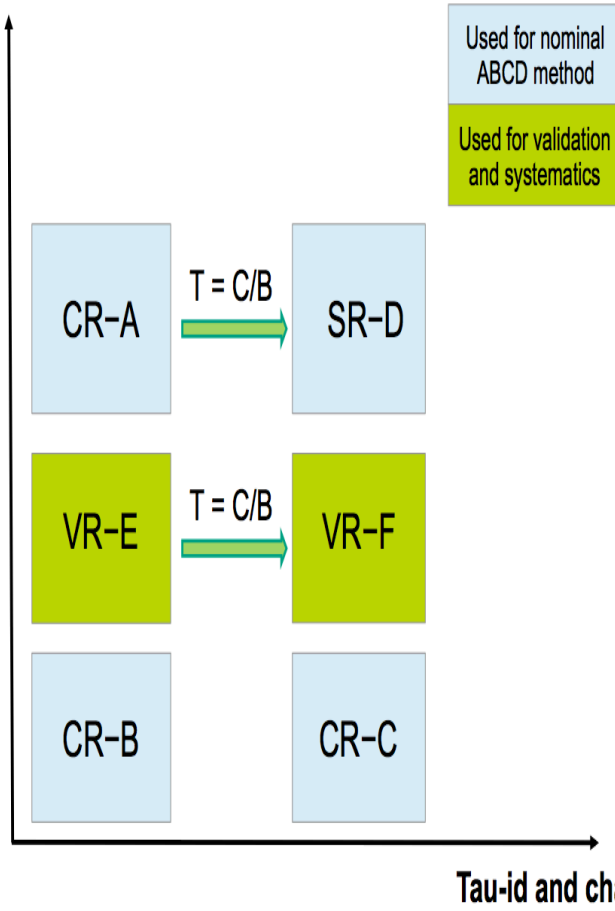 Used for nominal
ABCD method
Used for validation
and systematics
CR−A
T = C/B
SR−D
VR−E
T = C/B
VR−F
CR−B
CR−C
Tau-id and